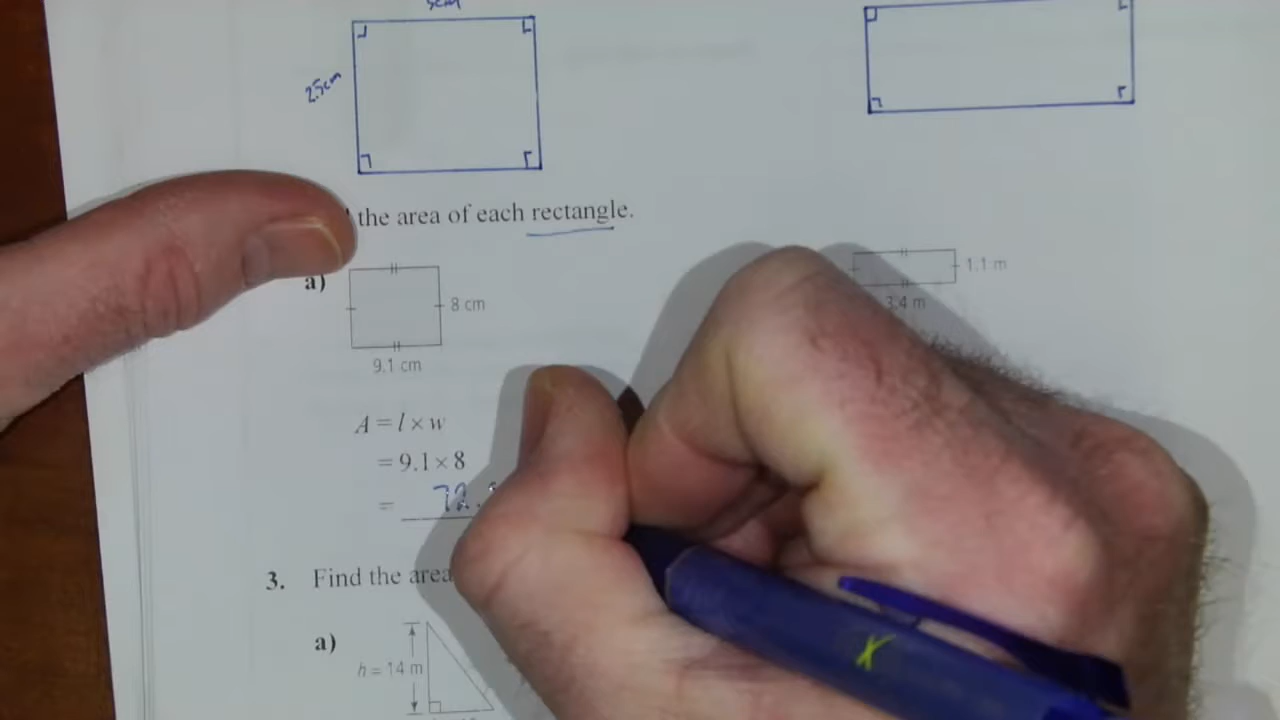 2.5cm
the area of each rectangle.
a)
8 cm
9.1 cm
1.1 m
3.4 m
A = l × w
= 9.1 × 8
= 72.
3. Find the area
a)
h = 14 m